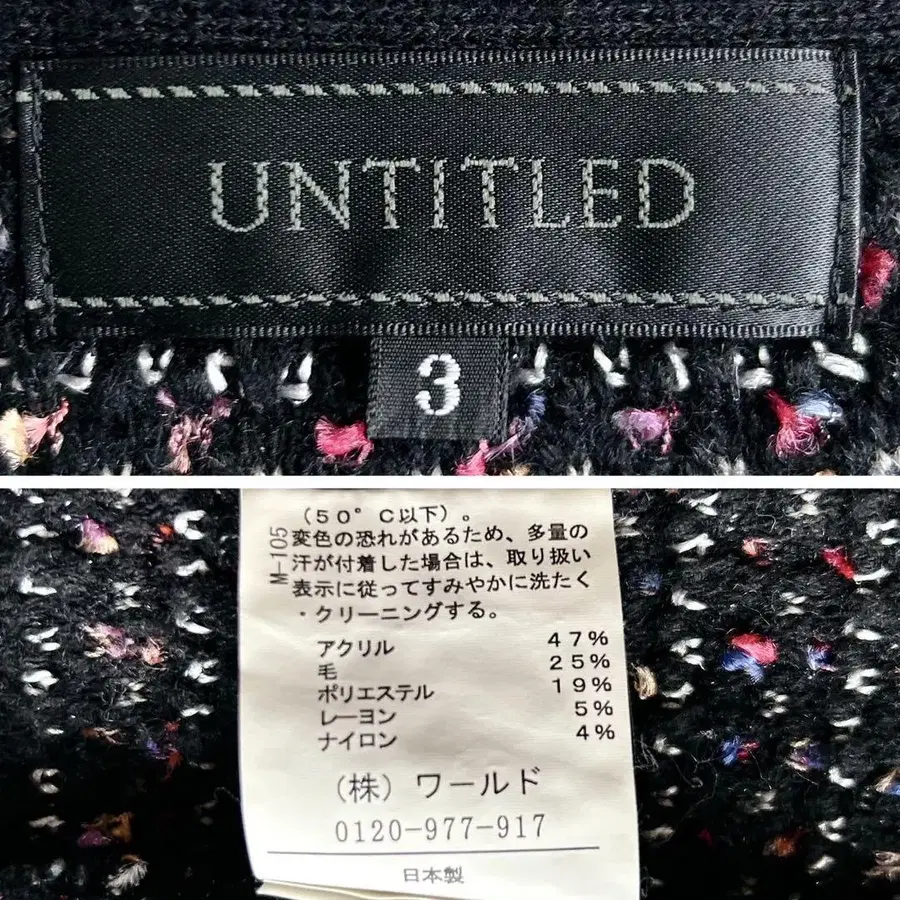 UNTITLED
3
（50°C以下）。
変色の恐れがあるため、多量の
汗が付着した場合は、取り扱い
表示に従ってすみやかに洗たく
・クリーニングする。
M-105
アクリル 47%
毛 25%
ポリエステル 19%
レーヨン 5%
ナイロン 4%
（株）ワールド
0120-977-917
日本製